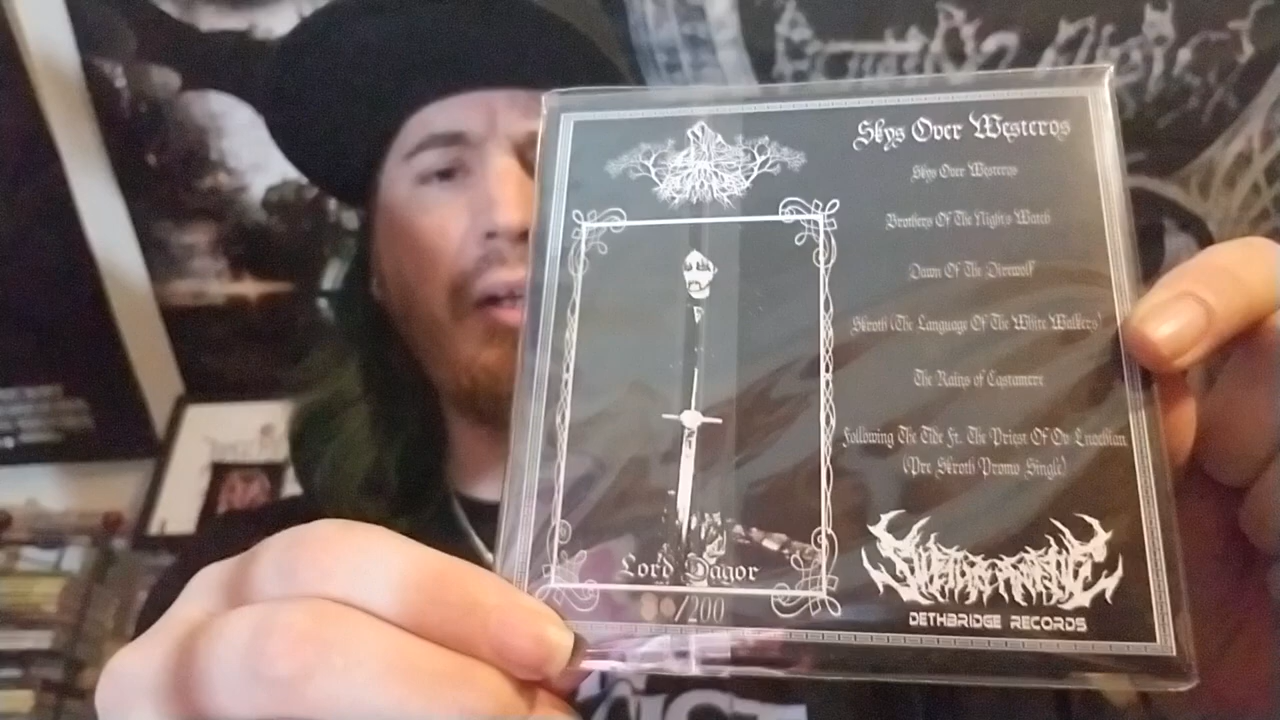 Skys Over Westeros
Skys Over Westeros
Brothers Of The Night's Watch
Dawn Of The Direwolf
Skroth (The Language Of The White Walkers)
The Rains of Castamere
Following The Tide Ft. The Priest Of Ov Enochian
(Pre Skroth Promo Single)
Lord Dagor
/200
DETHBRIDGE RECORDS